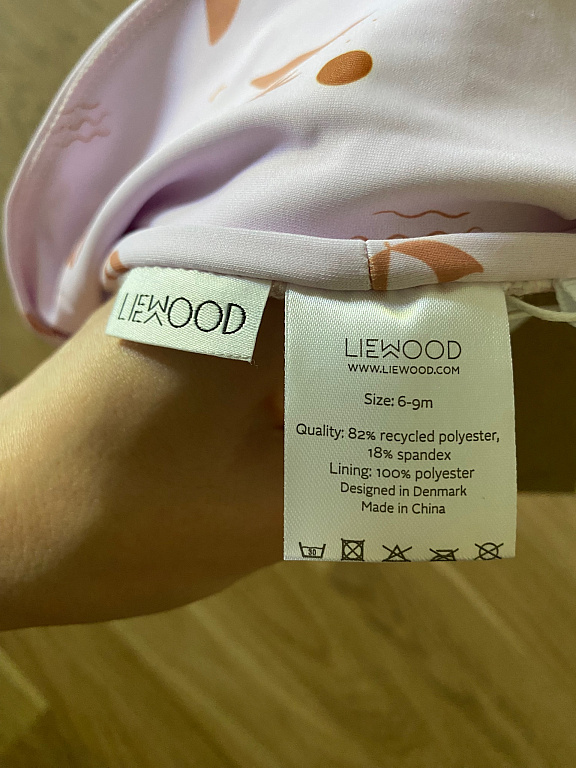 LIEWOOD
LIEWOOD
WWW.LIEWOOD.COM
Size: 6-9m
Quality: 82% recycled polyester,
18% spandex
Lining: 100% polyester
Designed in Denmark
Made in China
30